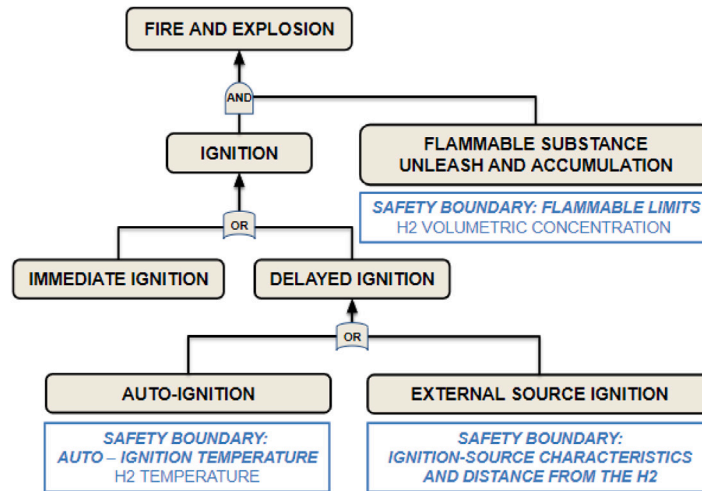 FIRE AND EXPLOSION
AND
IGNITION
FLAMMABLE SUBSTANCE
UNLEASH AND ACCUMULATION
SAFETY BOUNDARY: FLAMMABLE LIMITS
H2 VOLUMETRIC CONCENTRATION
OR
IMMEDIATE IGNITION
DELAYED IGNITION
OR
AUTO-IGNITION
EXTERNAL SOURCE IGNITION
SAFETY BOUNDARY:
AUTO – IGNITION TEMPERATURE
H2 TEMPERATURE
SAFETY BOUNDARY:
IGNITION-SOURCE CHARACTERISTICS
AND DISTANCE FROM THE H2